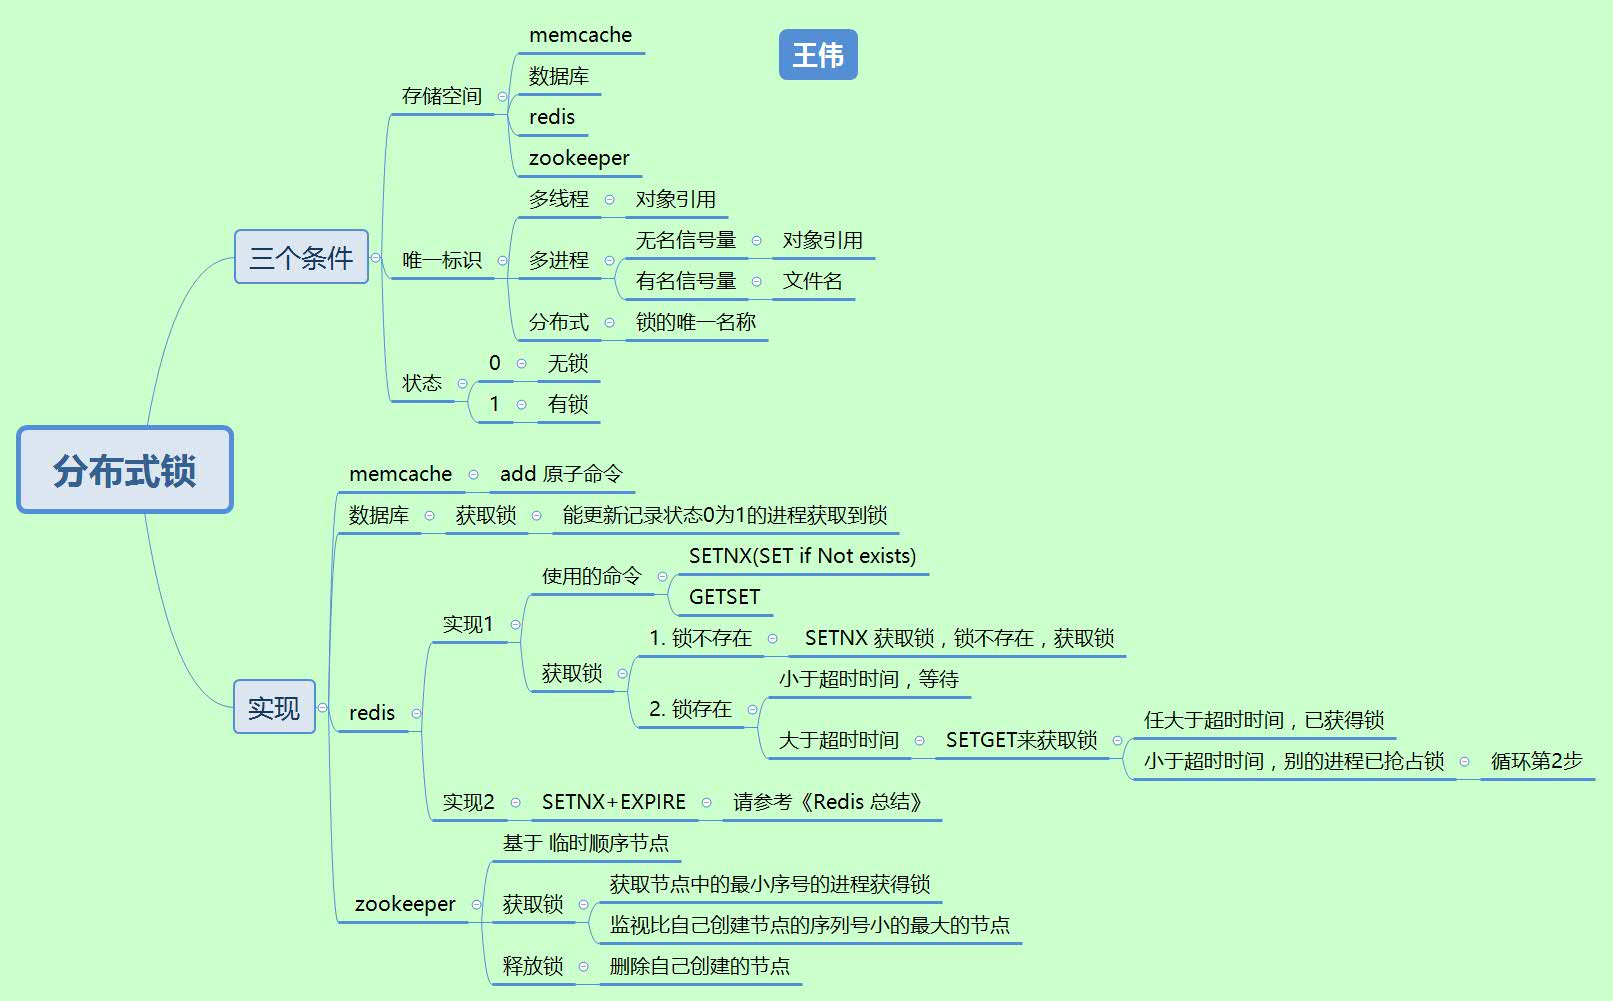 王伟
分布式锁
三个条件
存储空间
memcache
数据库
redis
zookeeper
唯一标识
多线程
对象引用
多进程
无名信号量
对象引用
有名信号量
文件名
分布式
锁的唯一名称
状态
0
无锁
1
有锁
实现
memcache
add 原子命令
数据库
获取锁
能更新记录状态0为1的进程获取到锁
redis
实现1
使用的命令
SETNX(SET if Not exists)
GETSET
获取锁
1. 锁不存在
SETNX 获取锁，锁不存在，获取锁
2. 锁存在
小于超时时间，等待
大于超时时间
SETGET来获取锁
任大于超时时间，已获得锁
小于超时时间，别的进程已抢占锁
循环第2步
实现2
SETNX+EXPIRE
请参考《Redis 总结》
zookeeper
基于 临时顺序节点
获取锁
获取节点中的最小序号的进程获得锁
监视比自己创建节点的序列号小的最大的节点
释放锁
删除自己创建的节点